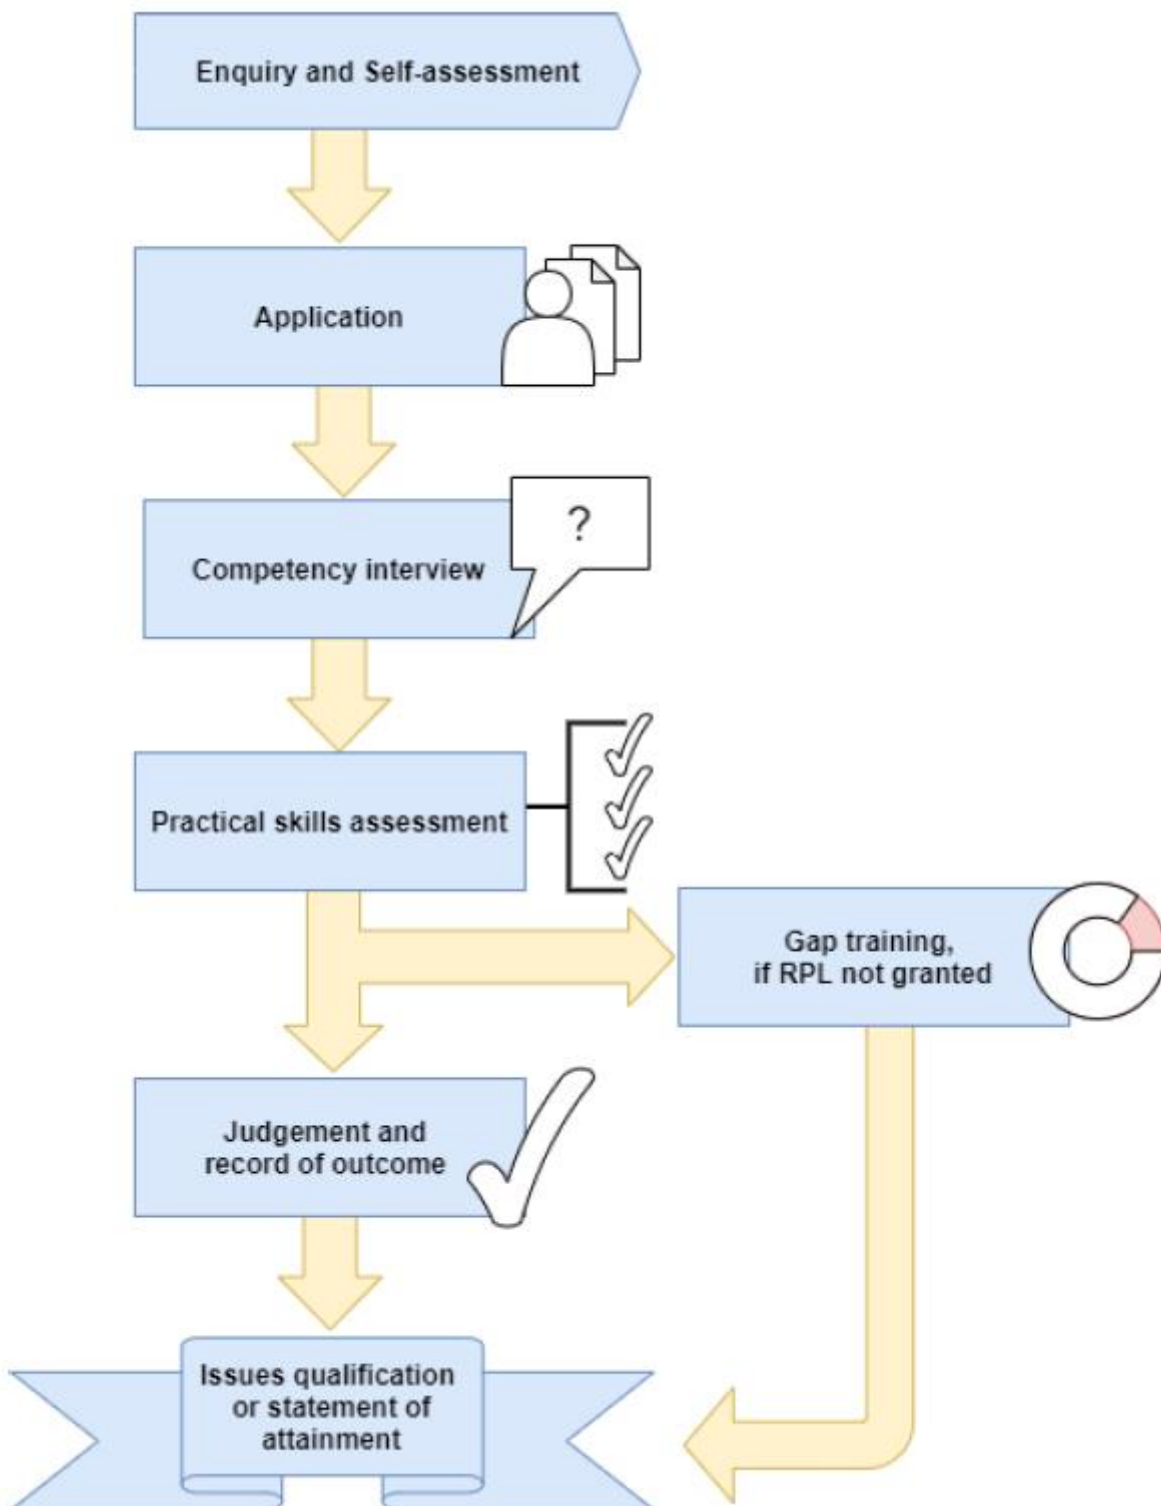 Enquiry and Self-assessment
Application
Competency interview
?
Practical skills assessment
Gap training,
if RPL not granted
Judgement and
record of outcome
Issues qualification
or statement of
attainment